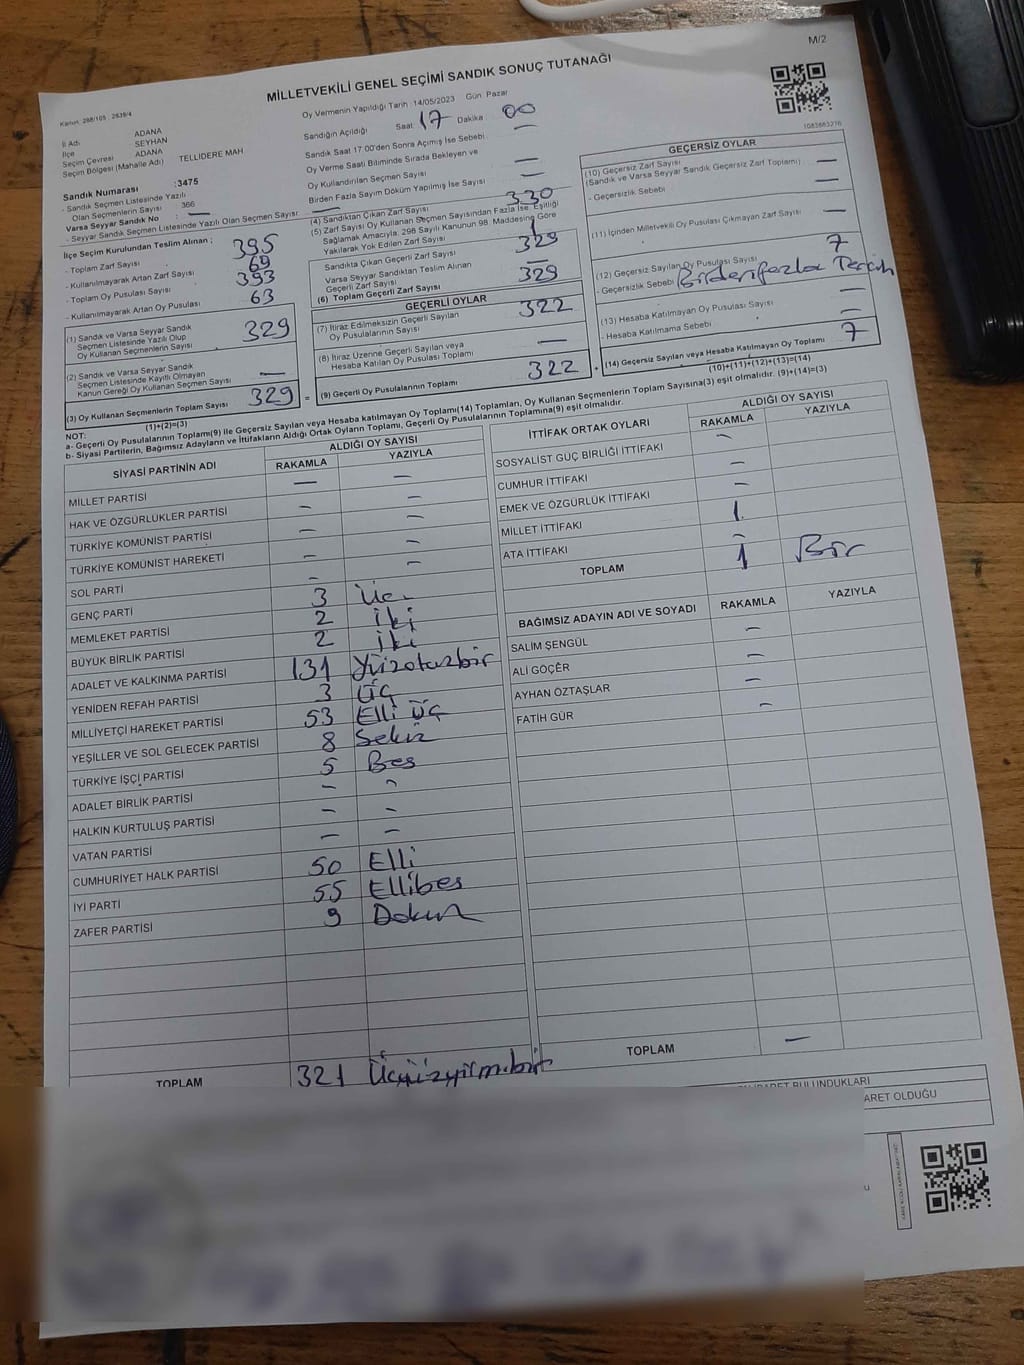 M/2
MİLLETVEKİLİ GENEL SEÇİMİ SANDIK SONUÇ TUTANAĞI
Kanun: 298/105 ; 2839/4
İl Adı ADANA
İlçe SEYHAN
Seçim Çevresi ADANA
Seçim Bölgesi (Mahalle Adı) TELLIDERE MAH
Sandık Numarası :3475
- Sandık Seçmen Listesinde Yazılı
Olan Seçmenlerin Sayısı : 366
Varsa Seyyar Sandık No : —
- Seyyar Sandık Seçmen Listesinde Yazılı Olan Seçmen Sayısı: —
İlçe Seçim Kurulundan Teslim Alınan ;
- Toplam Zarf Sayısı 395
- Kullanılmayarak Artan Zarf Sayısı 69
- Toplam Oy Pusulası Sayısı 393
- Kullanılmayarak Artan Oy Pusulası 63
(1) Sandık ve Varsa Seyyar Sandık
Seçmen Listesinde Yazılı Olup
Oy Kullanan Seçmenlerin Sayısı 329
(2) Sandık ve Varsa Seyyar Sandık
Seçmen Listesinde Kayıtlı Olmayan
Kanun Gereği Oy Kullanan Seçmen Sayısı —
(3) Oy Kullanan Seçmenlerin Toplam Sayısı 329
(1)+(2)=(3)
Oy Vermenin Yapıldığı Tarih :14/05/2023 Gün Pazar
Sandığın Açıldığı Saat 17 Dakika 00
Sandık Saat 17.00'den Sonra Açımış İse Sebebi : —
Oy Verme Saati Bitiminde Sırada Bekleyen ve
Oy Kullandırılan Seçmen Sayısı —
Birden Fazla Sayım Döküm Yapılmış İse Sayısı —
(4) Sandıktan Çıkan Zarf Sayısı 330
(5) Zarf Sayısı Oy Kullanan Seçmen Sayısından Fazla İse, Eşitliği
Sağlamak Amacıyla, 298 Sayılı Kanunun 98. Maddesine Göre
Yakılarak Yok Edilen Zarf Sayısı 1
Sandıkta Çıkan Geçerli Zarf Sayısı 329
Varsa Seyyar Sandıktan Teslim Alınan
Geçerli Zarf Sayısı —
(6) Toplam Geçerli Zarf Sayısı 329
GEÇERLİ OYLAR
(7) İtiraz Edilmeksizin Geçerli Sayılan
Oy Pusulalarının Sayısı 322
(8) İtiraz Üzerine Geçerli Sayılan veya
Hesaba Katılan Oy Pusulası Toplamı —
= (9) Geçerli Oy Pusulalarının Toplamı 322
1083663216
GEÇERSİZ OYLAR
(10) Geçersiz Zarf Sayısı
(Sandık ve Varsa Seyyar Sandık Geçersiz Zarf Toplamı) —
- Geçersizlik Sebebi —
(11) İçinden Milletvekili Oy Pusulası Çıkmayan Zarf Sayısı —
(12) Geçersiz Sayılan Oy Pusulası Sayısı 7
- Geçersizlik Sebebi Birdenfazla Tercih
(13) Hesaba Katılmayan Oy Pusulası Sayısı —
- Hesaba Katılmama Sebebi —
+ (14) Geçersiz Sayılan veya Hesaba Katılmayan Oy Toplamı 7
(10)+(11)+(12)+(13)=(14)
NOT:
a- Geçerli Oy Pusulalarının Toplamı(9) ile Geçersiz Sayılan veya Hesaba katılmayan Oy Toplamı(14) Toplamları, Oy Kullanan Seçmenlerin Toplam Sayısına(3) eşit olmalıdır. (9)+(14)=(3)
b- Siyasi Partilerin, Bağımsız Adayların ve İttifakların Aldığı Ortak Oyların Toplamı, Geçerli Oy Pusulalarının Toplamına(9) eşit olmalıdır.
SİYASİ PARTİNİN ADI ALDIĞI OY SAYISI
RAKAMLA YAZIYLA
MİLLET PARTİSİ — —
HAK VE ÖZGÜRLÜKLER PARTİSİ — —
TÜRKİYE KOMÜNİST PARTİSİ — —
TÜRKİYE KOMÜNİST HAREKETİ — —
SOL PARTİ —
GENÇ PARTİ 3 Üç
MEMLEKET PARTİSİ 2 iki
BÜYÜK BİRLİK PARTİSİ 2 iki
ADALET VE KALKINMA PARTİSİ 131 Yüzotuzbir
YENİDEN REFAH PARTİSİ 3 Üç
MİLLİYETÇİ HAREKET PARTİSİ 53 Elli üç
YEŞİLLER VE SOL GELECEK PARTİSİ 8 Sekiz
TÜRKİYE İŞÇİ PARTİSİ 5 Beş
ADALET BİRLİK PARTİSİ — —
HALKIN KURTULUŞ PARTİSİ — —
VATAN PARTİSİ — —
CUMHURİYET HALK PARTİSİ 50 Elli
İYİ PARTİ 55 Ellibeş
ZAFER PARTİSİ 9 Dokuz
TOPLAM 321 Üçyüzyirmibir
İTTİFAK ORTAK OYLARI ALDIĞI OY SAYISI
RAKAMLA YAZIYLA
SOSYALİST GÜÇ BİRLİĞİ İTTİFAKI —
CUMHUR İTTİFAKI —
EMEK VE ÖZGÜRLÜK İTTİFAKI —
MİLLET İTTİFAKI 1
ATA İTTİFAKI —
TOPLAM 1 Bir
BAĞIMSIZ ADAYIN ADI VE SOYADI RAKAMLA YAZIYLA
SALİM ŞENGÜL —
ALİ GÖÇER —
AYHAN ÖZTAŞLAR —
FATİH GÜR —
TOPLAM —
BULUNDUKLARI
ARET OLDUĞU